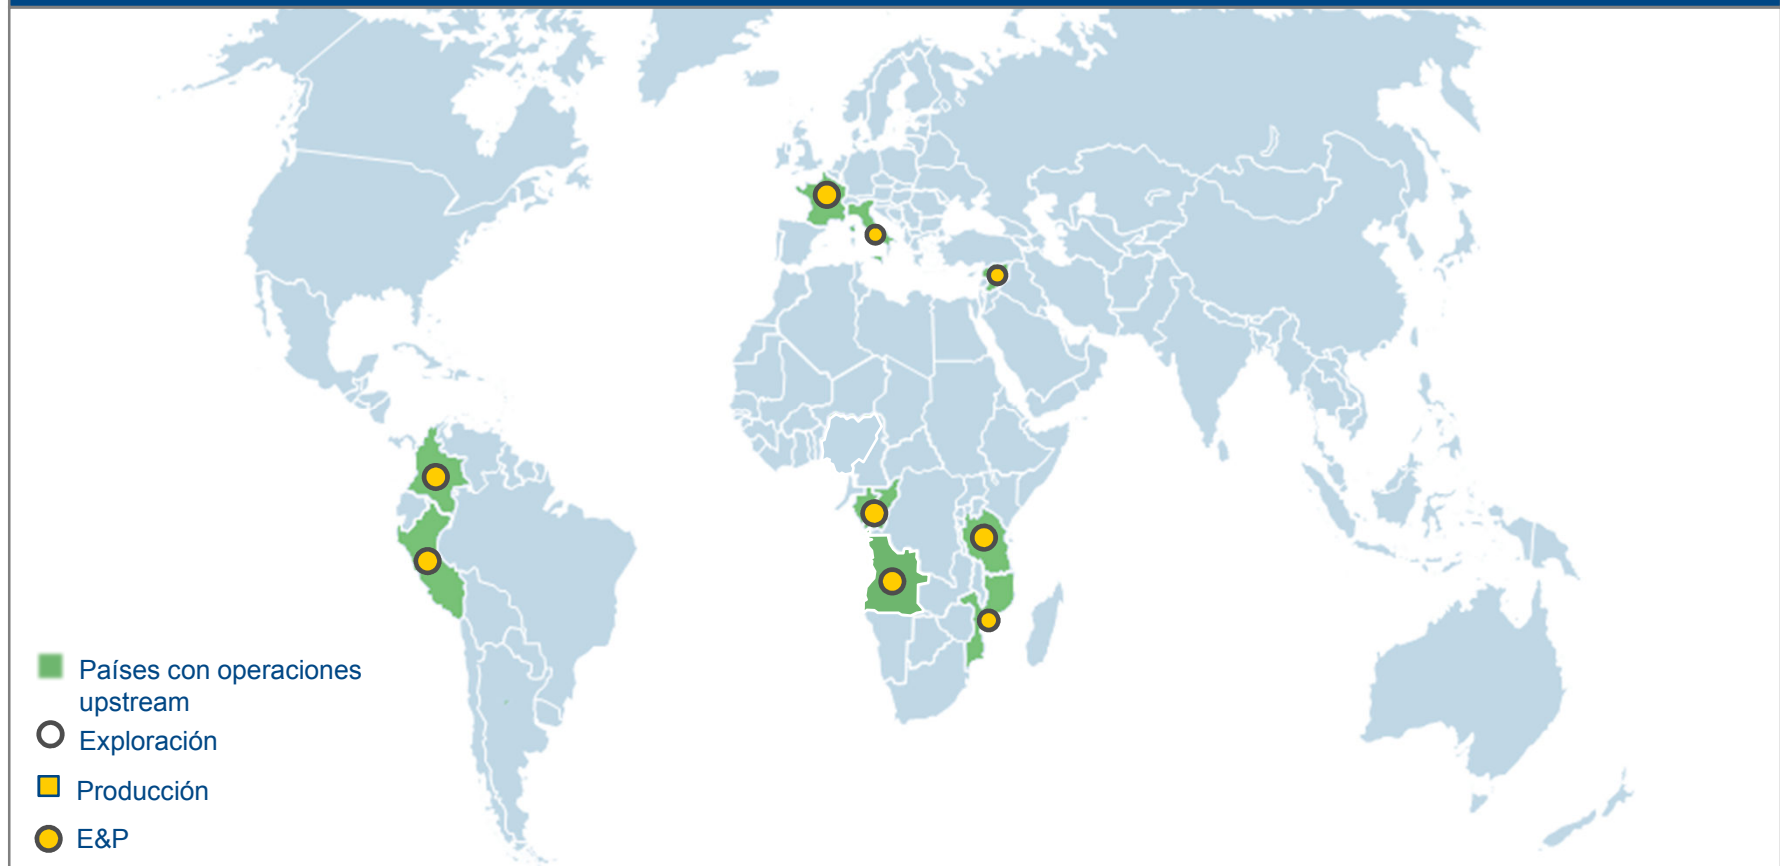 Países con operaciones
upstream
Exploración
Producción
E&P